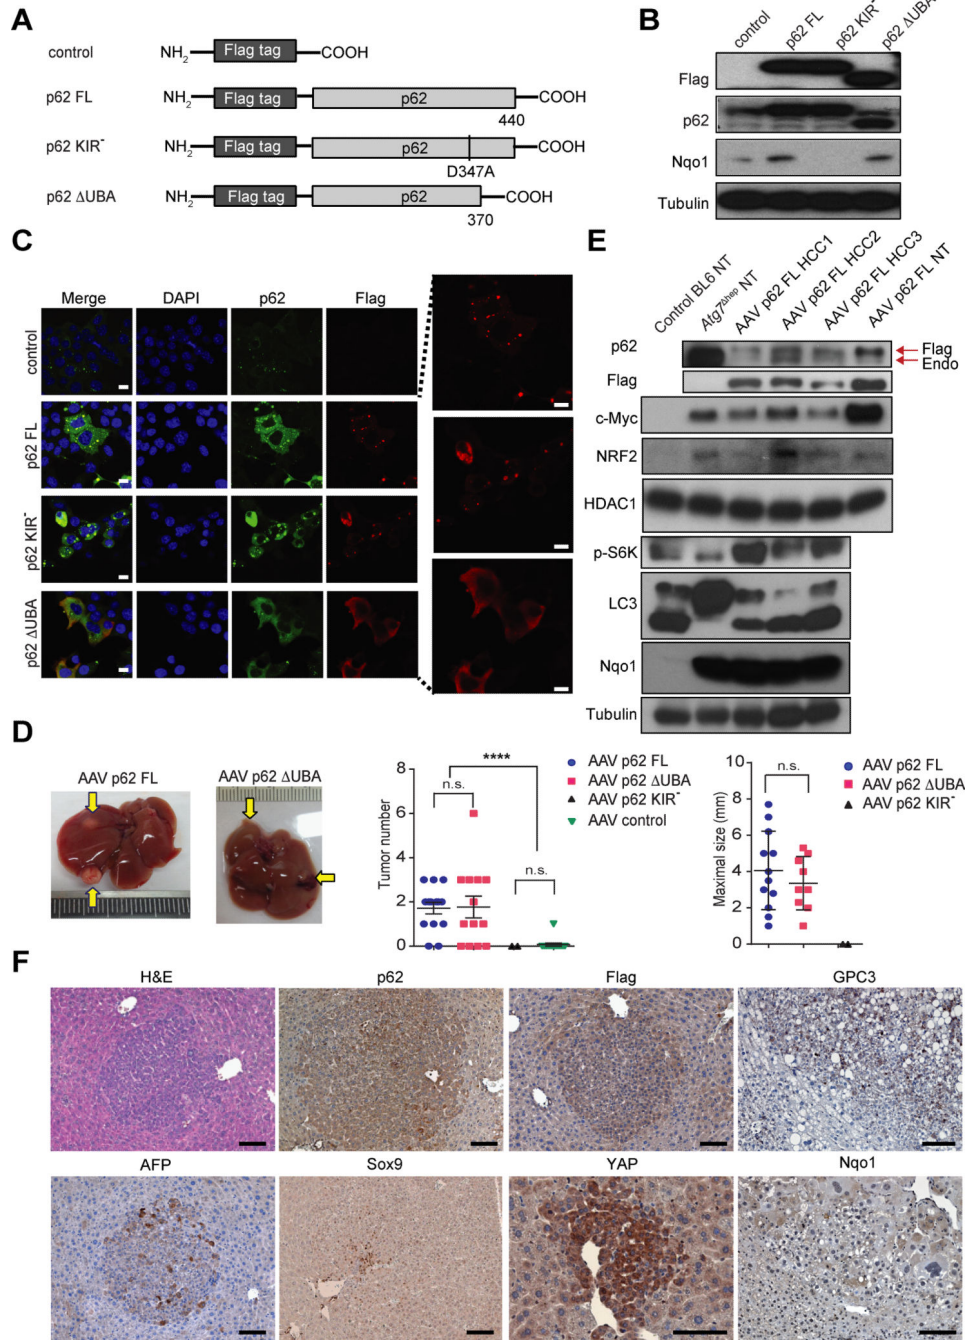 A
control NH2 Flag tag COOH
p62 FL NH2 Flag tag p62 COOH
440
p62 KIR- NH2 Flag tag p62 COOH
D347A
p62 ΔUBA NH2 Flag tag p62 COOH
370
B
control p62 FL p62 KIR- p62 ΔUBA
Flag
p62
Nqo1
Tubulin
C
Merge DAPI p62 Flag
control
p62 FL
p62 KIR-
p62 ΔUBA
E
Control BL6 NT Atg7Δhep NT AAV p62 FL HCC1 AAV p62 FL HCC2 AAV p62 FL HCC3 AAV p62 FL NT
p62 Flag
Endo
Flag
c-Myc
NRF2
HDAC1
p-S6K
LC3
Nqo1
Tubulin
D
AAV p62 FL AAV p62 ΔUBA
Tumor number
8
6
4
2
0
****
n.s.
n.s.
AAV p62 FL
AAV p62 ΔUBA
AAV p62 KIR-
AAV control
Maximal size (mm)
10
8
6
4
2
0
n.s.
AAV p62 FL
AAV p62 ΔUBA
AAV p62 KIR-
F
H&E p62 Flag GPC3
AFP Sox9 YAP Nqo1